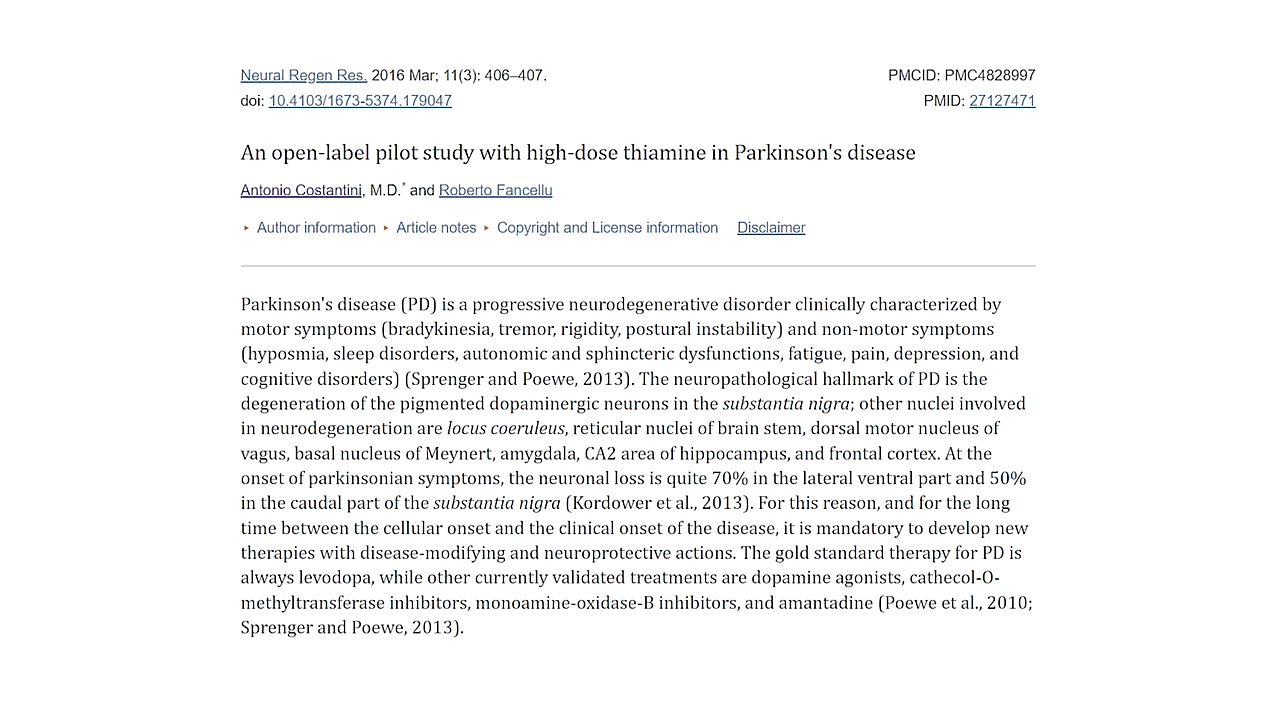 Neural Regen Res. 2016 Mar; 11(3): 406–407.
PMCID: PMC4828997
doi: 10.4103/1673-5374.179047
PMID: 27127471
An open-label pilot study with high-dose thiamine in Parkinson's disease
Antonio Costantini, M.D.* and Roberto Fancellu
▸ Author information ▸ Article notes ▸ Copyright and License information Disclaimer
Parkinson's disease (PD) is a progressive neurodegenerative disorder clinically characterized by
motor symptoms (bradykinesia, tremor, rigidity, postural instability) and non-motor symptoms
(hyposmia, sleep disorders, autonomic and sphincteric dysfunctions, fatigue, pain, depression, and
cognitive disorders) (Sprenger and Poewe, 2013). The neuropathological hallmark of PD is the
degeneration of the pigmented dopaminergic neurons in the substantia nigra; other nuclei involved
in neurodegeneration are locus coeruleus, reticular nuclei of brain stem, dorsal motor nucleus of
vagus, basal nucleus of Meynert, amygdala, CA2 area of hippocampus, and frontal cortex. At the
onset of parkinsonian symptoms, the neuronal loss is quite 70% in the lateral ventral part and 50%
in the caudal part of the substantia nigra (Kordower et al., 2013). For this reason, and for the long
time between the cellular onset and the clinical onset of the disease, it is mandatory to develop new
therapies with disease-modifying and neuroprotective actions. The gold standard therapy for PD is
always levodopa, while other currently validated treatments are dopamine agonists, cathecol-O-
methyltransferase inhibitors, monoamine-oxidase-B inhibitors, and amantadine (Poewe et al., 2010;
Sprenger and Poewe, 2013).